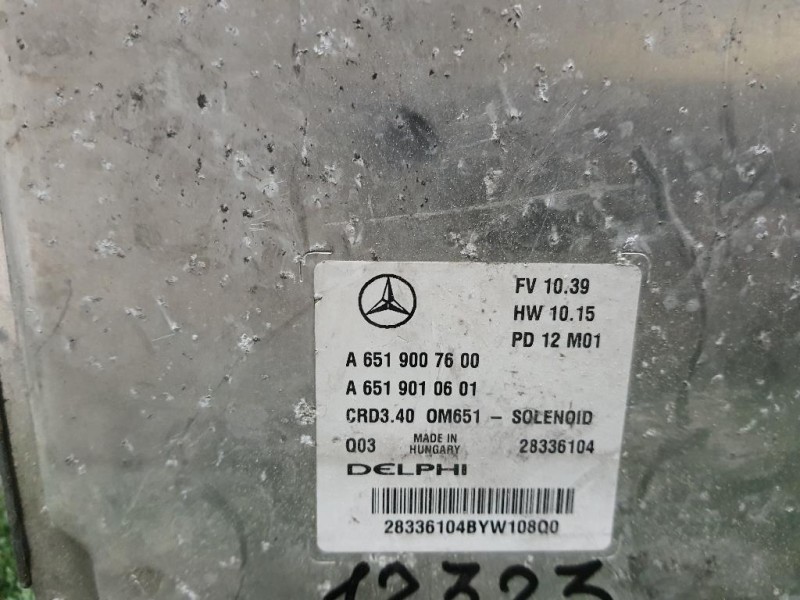 FV 10.39
HW 10.15
PD 12 M01
A 651 900 76 00
A 651 901 06 01
CRD3.40 OM651 - SOLENOID
Q03 MADE IN HUNGARY 28336104
DELPHI
28336104BYW108Q0
12323